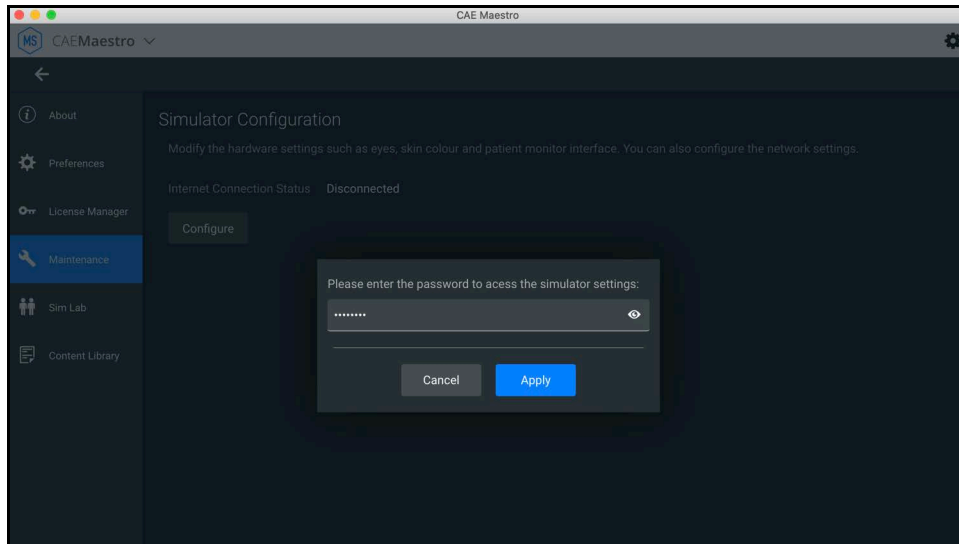 CAE Maestro
MS CAEMaestro
About
Preferences
License Manager
Maintenance
Sim Lab
Content Library
Simulator Configuration
Modify the hardware settings such as eyes, skin colour and patient monitor interface. You can also configure the network settings.
Internet Connection Status Disconnected
Configure
Please enter the password to acess the simulator settings:
••••••••
Cancel Apply